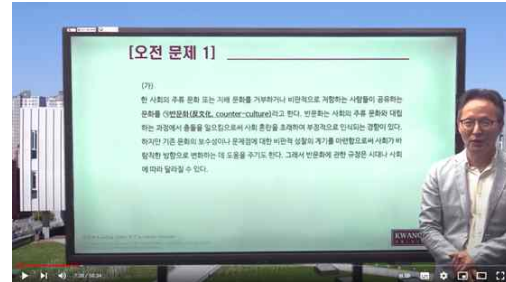 [오전 문제 1]
(가)
한 사회의 주류 문화 또는 지배 문화를 거부하거나 비판적으로 저항하는 사람들이 공유하는
문화를 ㉠반문화(反文化, counter-culture)라고 한다. 반문화는 사회의 주류 문화와 대립
하는 과정에서 충돌을 일으킴으로써 사회 혼란을 초래하여 부정적으로 인식되는 경향이 있다.
하지만 기존 문화의 보수성이나 문제점에 대한 비판적 성찰의 계기를 마련함으로써 사회가 바
람직한 방향으로 변화하는 데 도움을 주기도 한다. 그래서 반문화에 관한 규정은 시대나 사회
에 따라 달라질 수 있다.